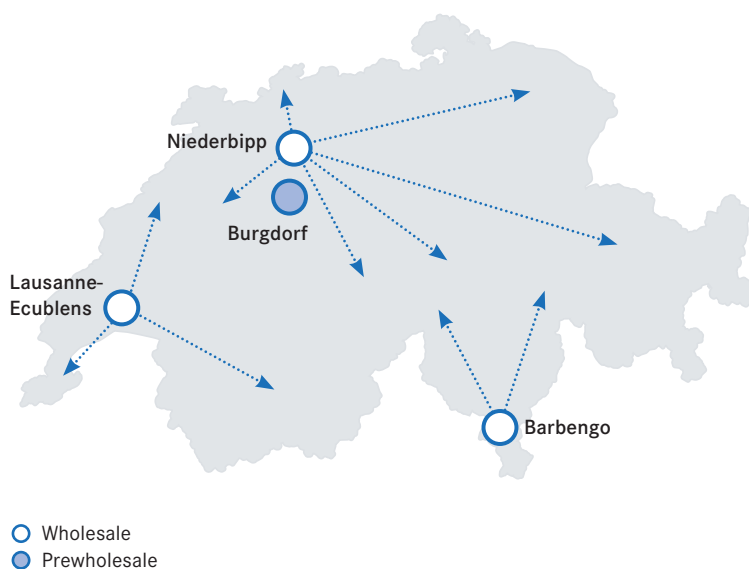 Niederbipp
Burgdorf
Lausanne-
Ecublens
Barbengo
Wholesale
Prewholesale